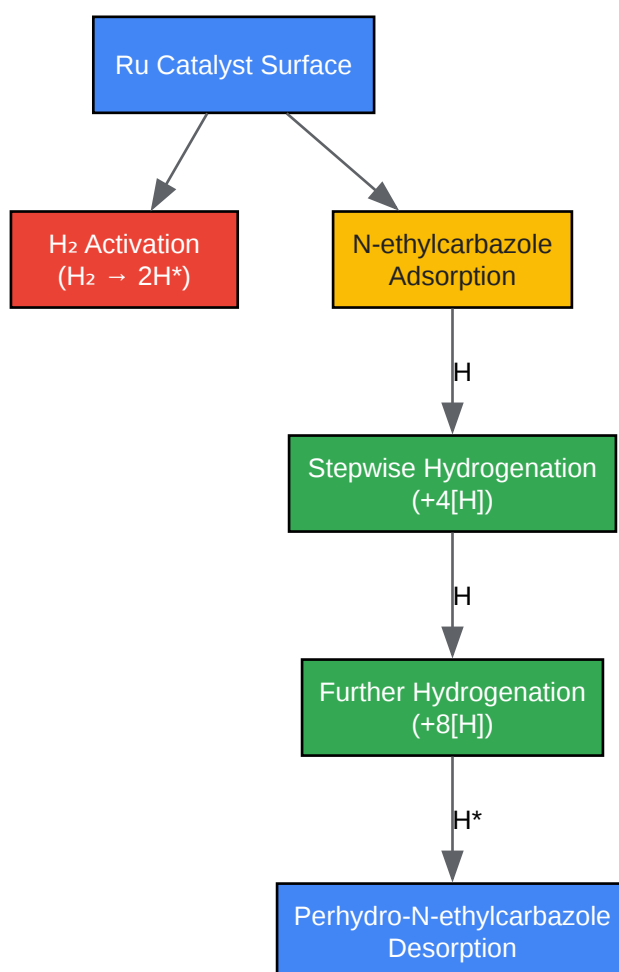 Ru Catalyst Surface
H₂ Activation
(H₂ → 2H*)
N-ethylcarbazole
Adsorption
H
Stepwise Hydrogenation
(+4[H])
H
Further Hydrogenation
(+8[H])
H*
Perhydro-N-ethylcarbazole
Desorption